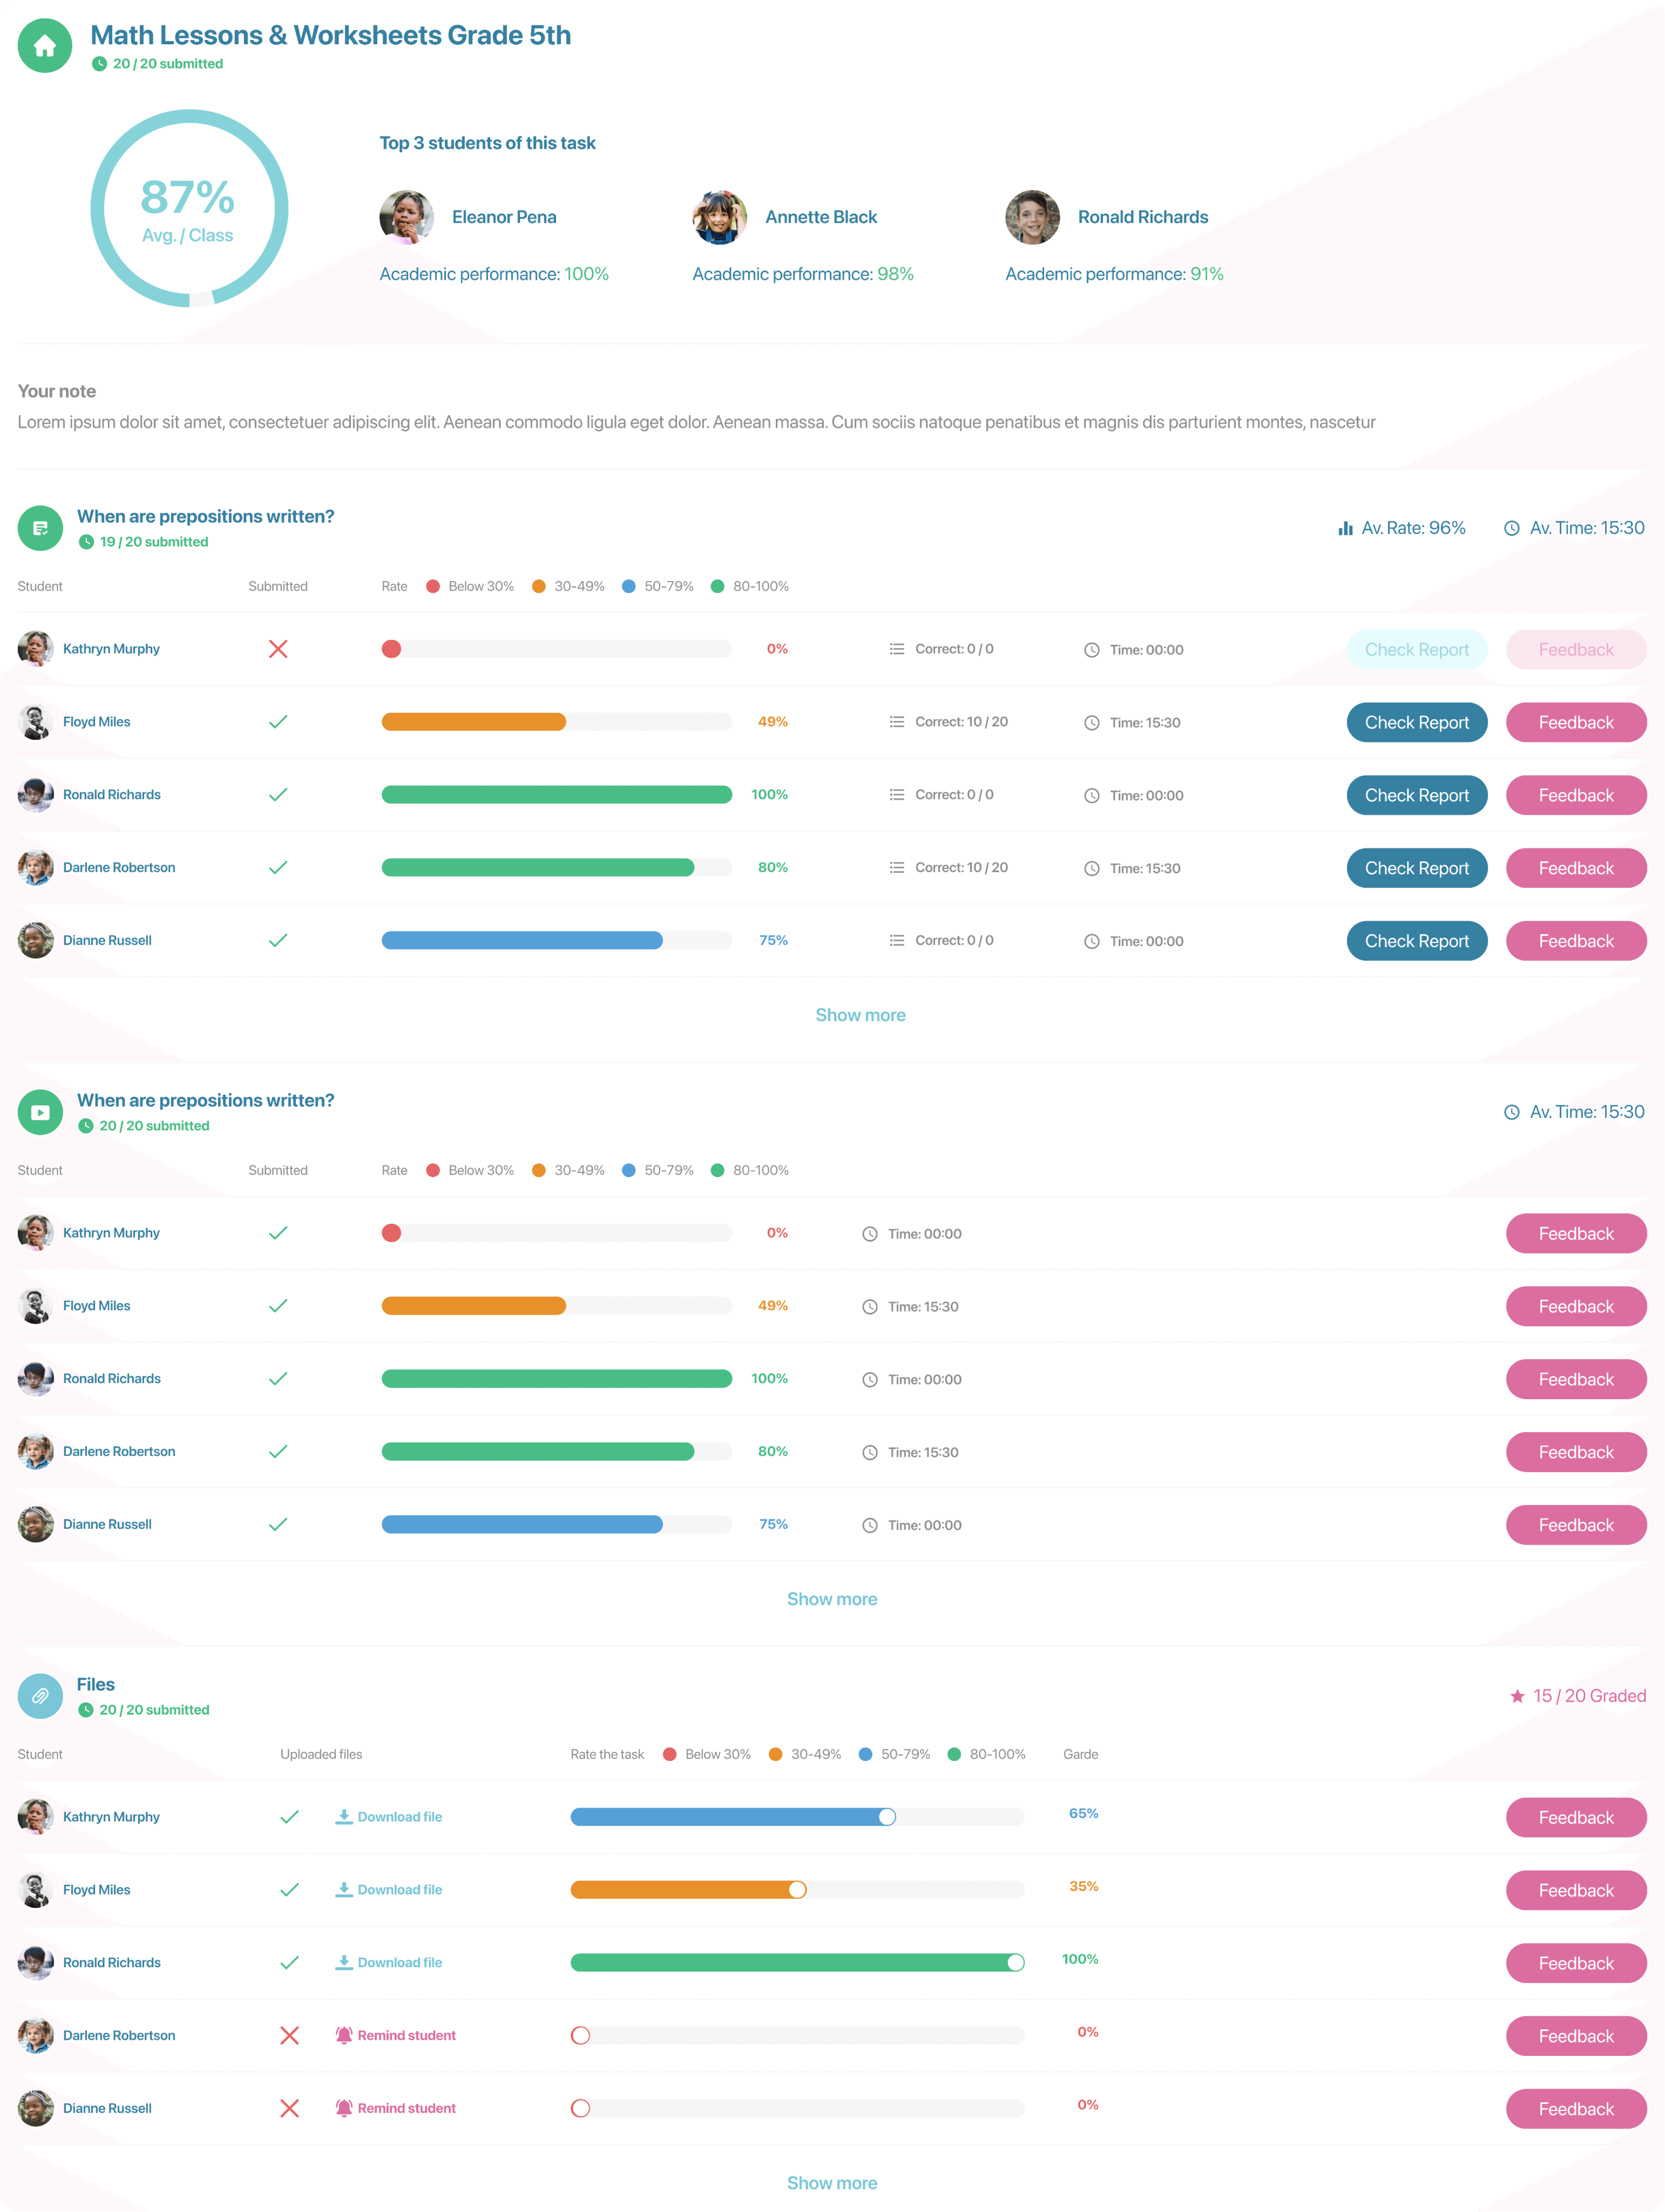 Math Lessons & Worksheets Grade 5th
20 / 20 submitted
87%
Avg. / Class
Top 3 students of this task
Eleanor Pena
Annette Black
Ronald Richards
Academic performance: 100%
Academic performance: 98%
Academic performance: 91%
Your note
Lorem ipsum dolor sit amet, consectetuer adipiscing elit. Aenean commodo ligula eget dolor. Aenean massa. Cum sociis natoque penatibus et magnis dis parturient montes, nascetur
When are prepositions written?
19 / 20 submitted
Av. Rate: 96% Av. Time: 15:30
Student Submitted Rate Below 30% 30-49% 50-79% 80-100%
Kathryn Murphy 0% Correct: 0 / 0 Time: 00:00 Check Report Feedback
Floyd Miles 49% Correct: 10 / 20 Time: 15:30 Check Report Feedback
Ronald Richards 100% Correct: 0 / 0 Time: 00:00 Check Report Feedback
Darlene Robertson 80% Correct: 10 / 20 Time: 15:30 Check Report Feedback
Dianne Russell 75% Correct: 0 / 0 Time: 00:00 Check Report Feedback
Show more
When are prepositions written?
20 / 20 submitted
Av. Time: 15:30
Student Submitted Rate Below 30% 30-49% 50-79% 80-100%
Kathryn Murphy 0% Time: 00:00 Feedback
Floyd Miles 49% Time: 15:30 Feedback
Ronald Richards 100% Time: 00:00 Feedback
Darlene Robertson 80% Time: 15:30 Feedback
Dianne Russell 75% Time: 00:00 Feedback
Show more
Files
20 / 20 submitted
15 / 20 Graded
Student Uploaded files Rate the task Below 30% 30-49% 50-79% 80-100% Garde
Kathryn Murphy Download file 65% Feedback
Floyd Miles Download file 35% Feedback
Ronald Richards Download file 100% Feedback
Darlene Robertson Remind student 0% Feedback
Dianne Russell Remind student 0% Feedback
Show more